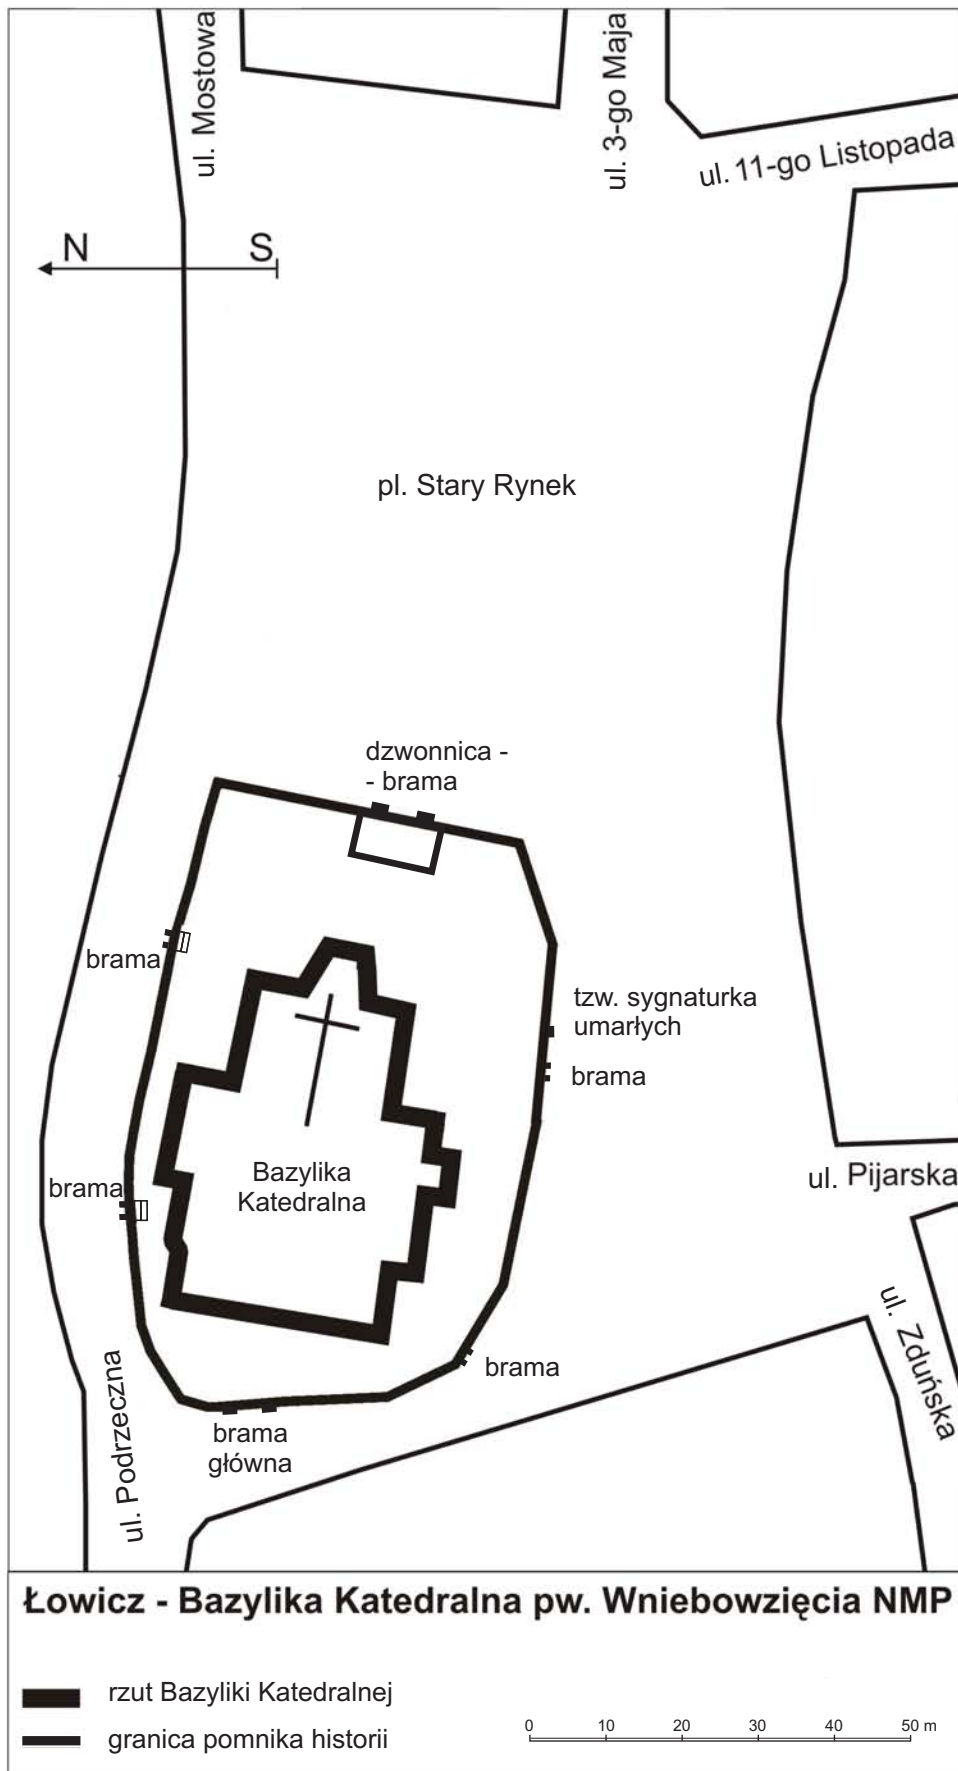 ul. Mostowa
ul. 3-go Maja
ul. 11-go Listopada
N S
pl. Stary Rynek
dzwonnica -
- brama
brama
tzw. sygnaturka
umarłych
brama
Bazylika
Katedralna
brama
ul. Pijarska
ul. Zduńska
brama
ul. Podrzeczna
brama
główna
Łowicz - Bazylika Katedralna pw. Wniebowzięcia NMP
rzut Bazyliki Katedralnej
granica pomnika historii
0 10 20 30 40 50 m